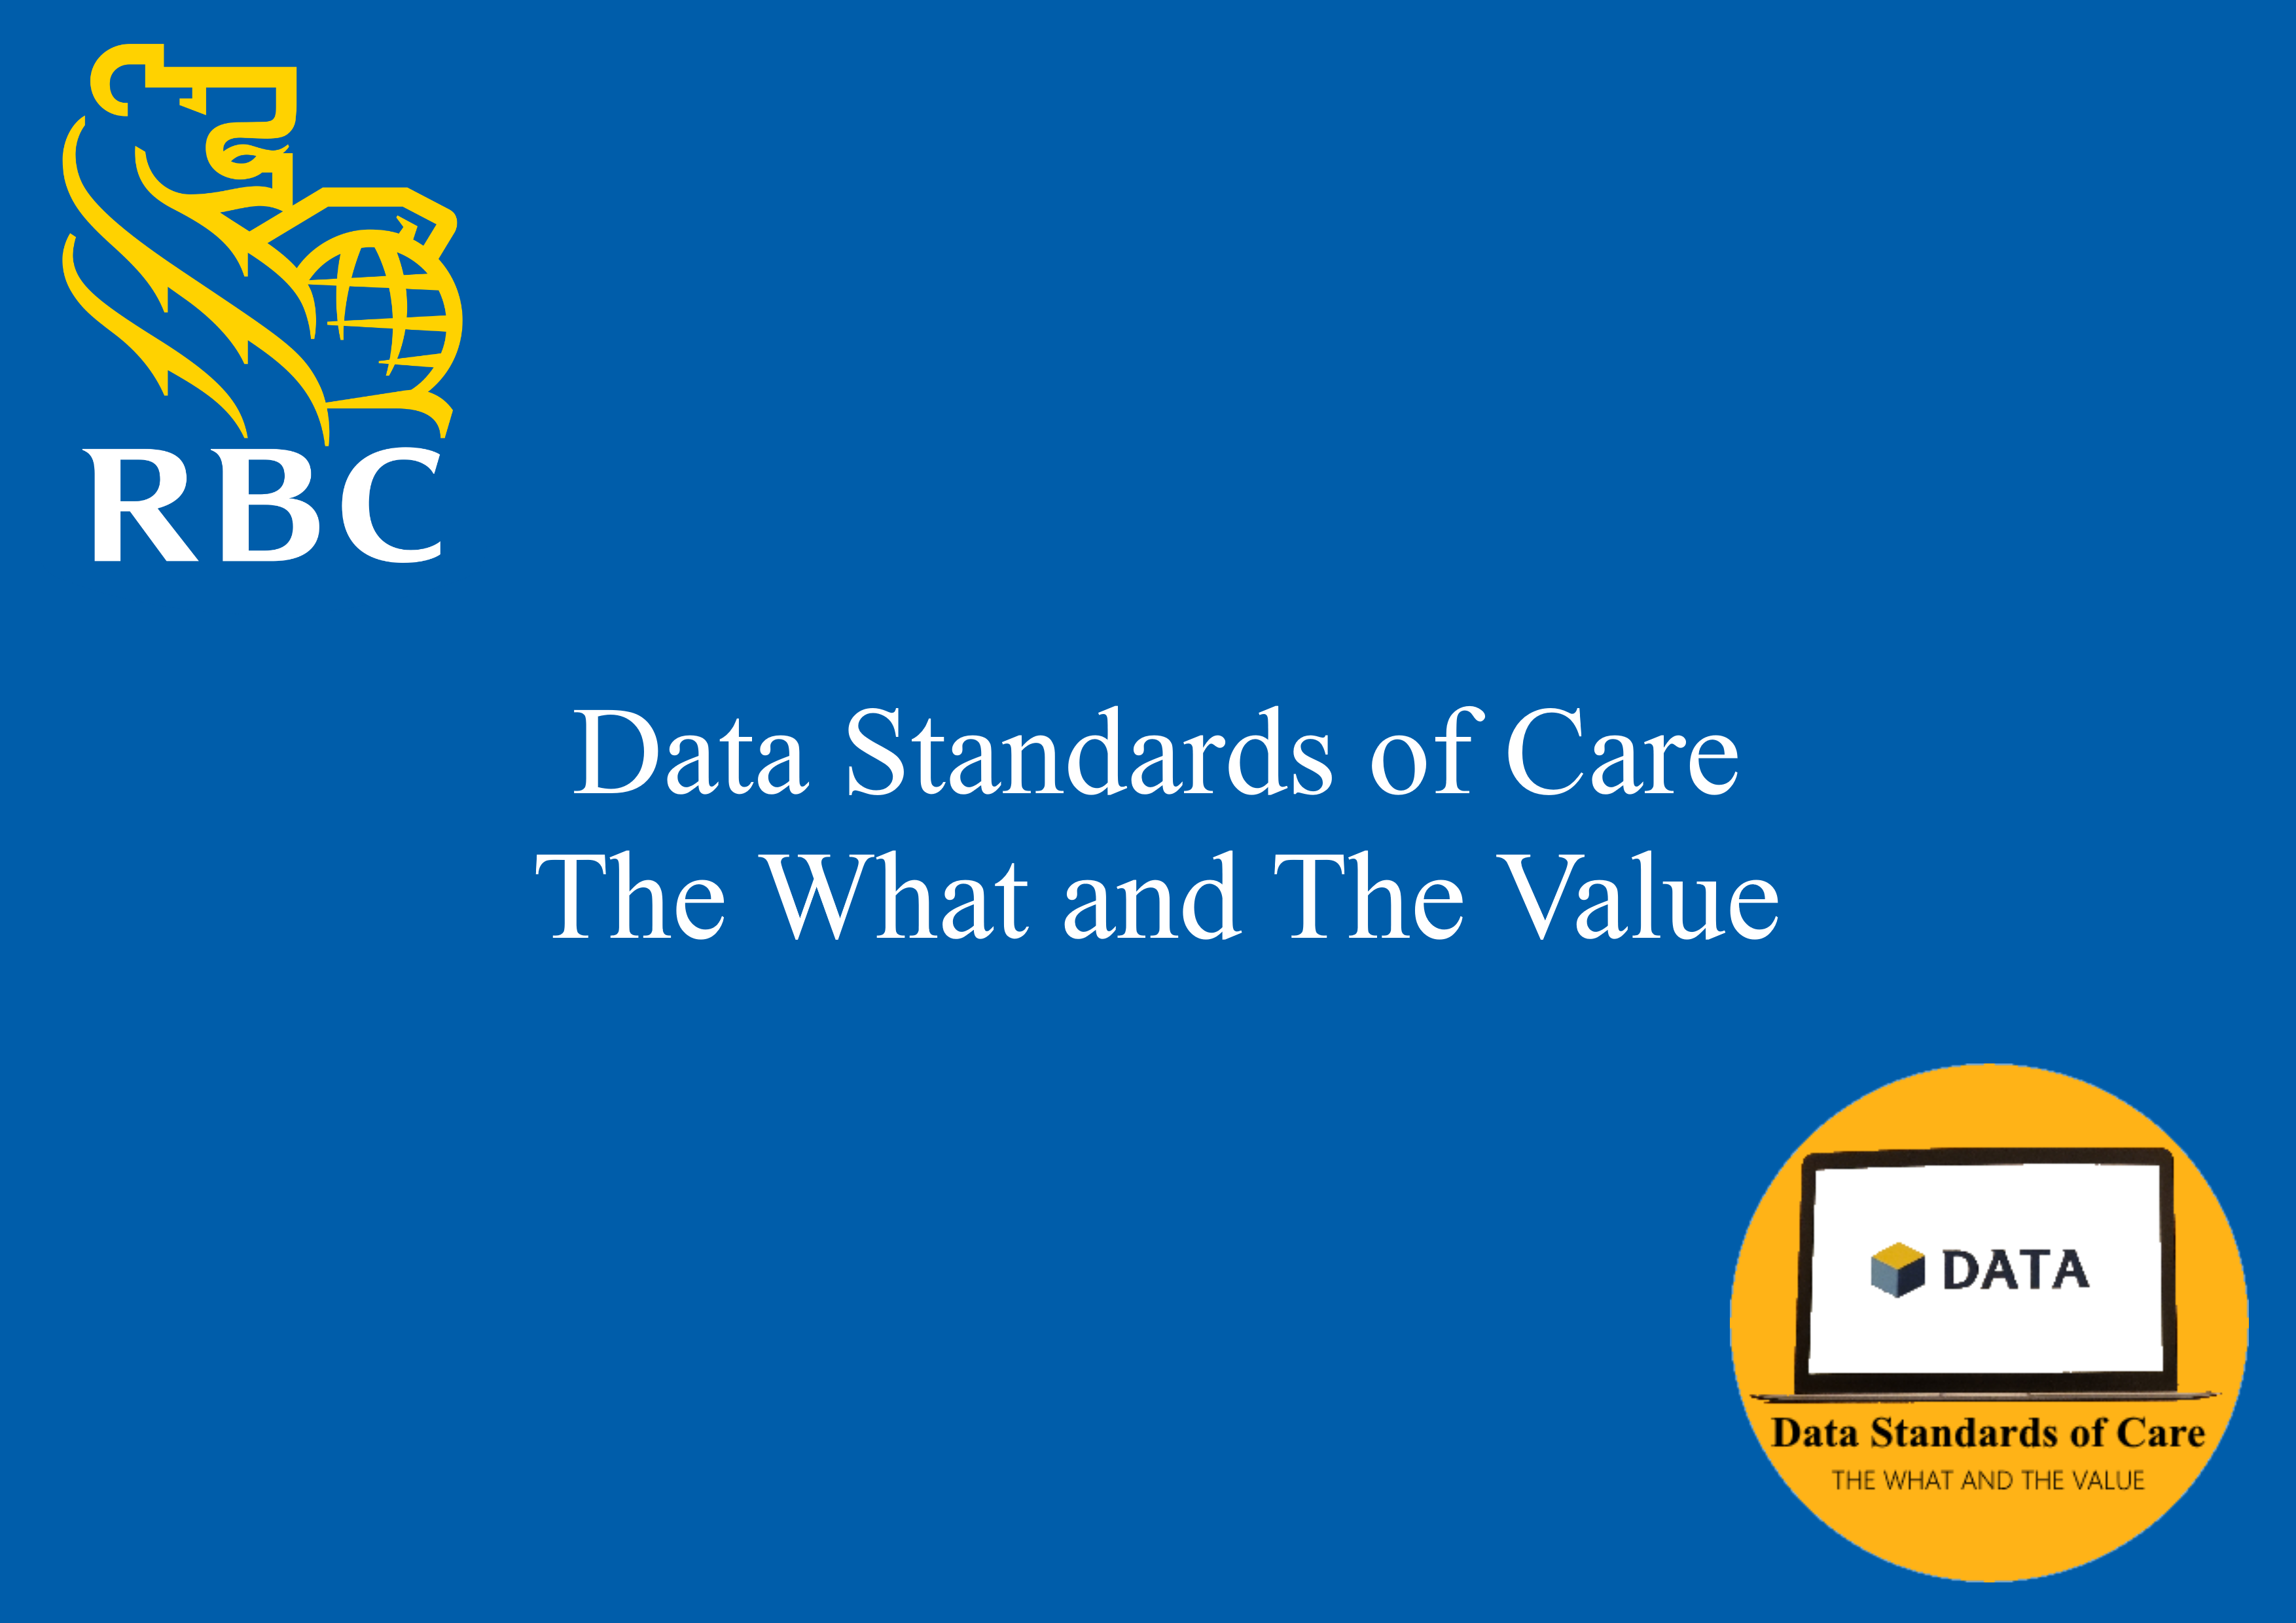 RBC
Data Standards of Care
The What and The Value
DATA
Data Standards of Care
THE WHAT AND THE VALUE